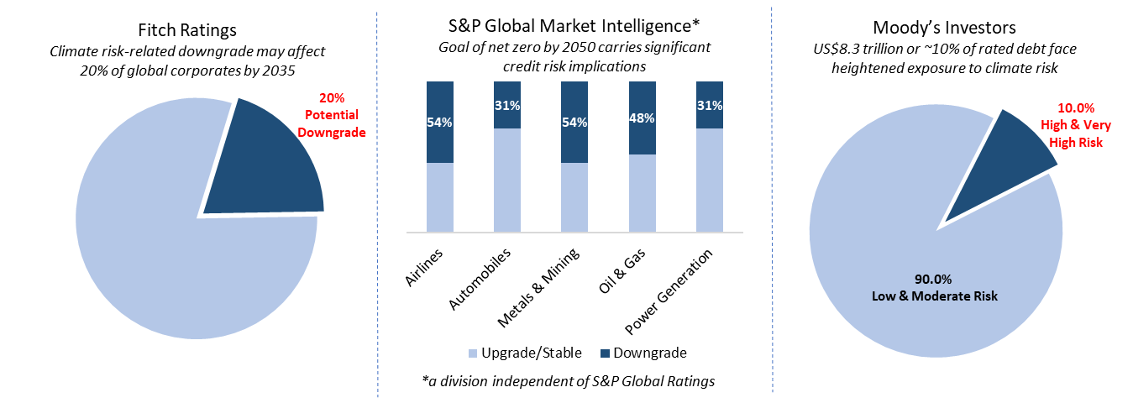 Fitch Ratings
Climate risk-related downgrade may affect
20% of global corporates by 2035
20%
Potential
Downgrade
S&P Global Market Intelligence*
Goal of net zero by 2050 carries significant
credit risk implications
54%
31%
54%
48%
31%
Airlines
Automobiles
Metals & Mining
Oil & Gas
Power Generation
Upgrade/Stable
Downgrade
*a division independent of S&P Global Ratings
Moody’s Investors
US$8.3 trillion or ~10% of rated debt face
heightened exposure to climate risk
10.0%
High & Very
High Risk
90.0%
Low & Moderate Risk